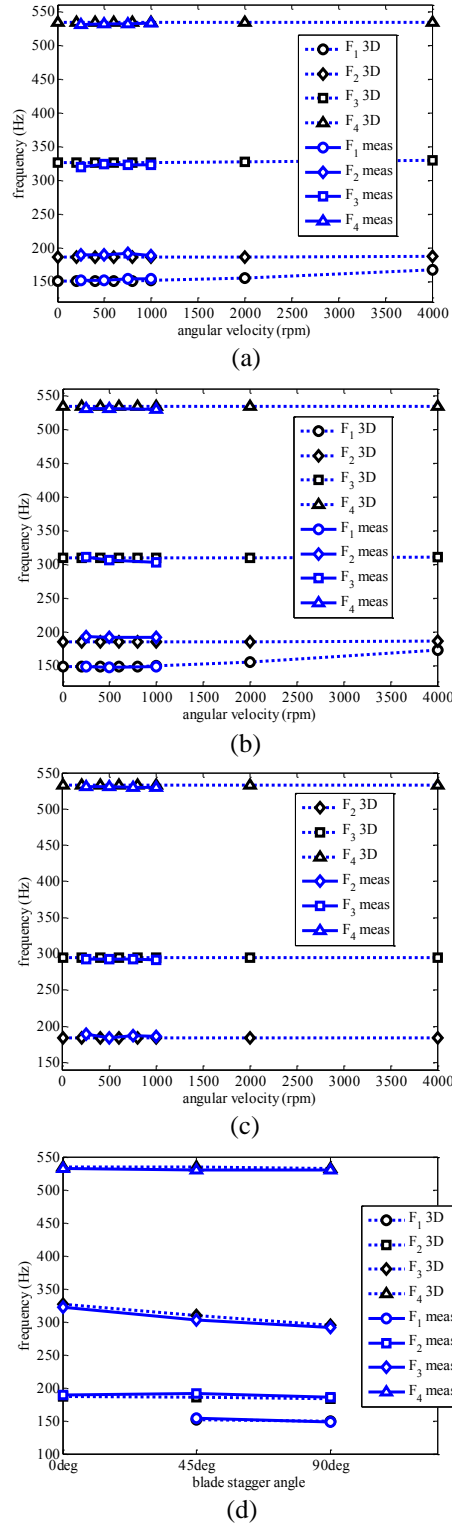 550
500
450
400
350
300
250
200
150
frequency (Hz)
F1 3D
F2 3D
F3 3D
F4 3D
F1 meas
F2 meas
F3 meas
F4 meas
0 500 1000 1500 2000 2500 3000 3500 4000
angular velocity (rpm)
(a)
550
500
450
400
350
300
250
200
150
frequency (Hz)
F1 3D
F2 3D
F3 3D
F4 3D
F1 meas
F2 meas
F3 meas
F4 meas
0 500 1000 1500 2000 2500 3000 3500 4000
angular velocity (rpm)
(b)
550
500
450
400
350
300
250
200
150
frequency (Hz)
F2 3D
F3 3D
F4 3D
F2 meas
F3 meas
F4 meas
0 500 1000 1500 2000 2500 3000 3500 4000
angular velocity (rpm)
(c)
550
500
450
400
350
300
250
200
150
100
frequency (Hz)
F1 3D
F2 3D
F3 3D
F4 3D
F1 meas
F2 meas
F3 meas
F4 meas
0deg 45deg 90deg
blade stagger angle
(d)